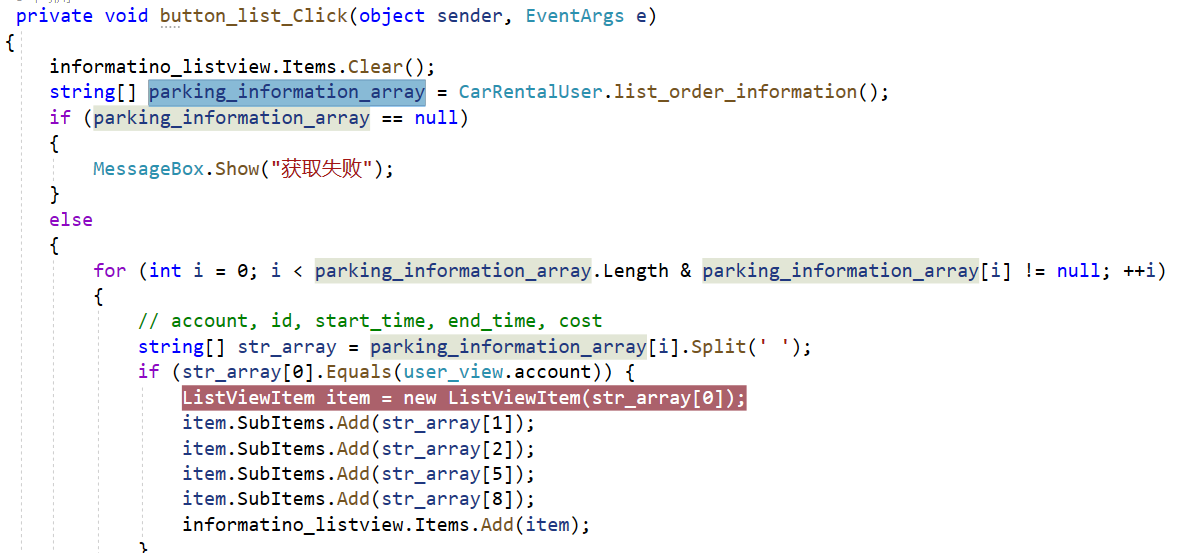 private void button_list_Click(object sender, EventArgs e)
{
informatino_listview.Items.Clear();
string[] parking_information_array = CarRentalUser.list_order_information();
if (parking_information_array == null)
{
MessageBox.Show("获取失败");
}
else
{
for (int i = 0; i < parking_information_array.Length & parking_information_array[i] != null; ++i)
{
// account, id, start_time, end_time, cost
string[] str_array = parking_information_array[i].Split(' ');
if (str_array[0].Equals(user_view.account)) {
ListViewItem item = new ListViewItem(str_array[0]);
item.SubItems.Add(str_array[1]);
item.SubItems.Add(str_array[2]);
item.SubItems.Add(str_array[5]);
item.SubItems.Add(str_array[8]);
informatino_listview.Items.Add(item);
}